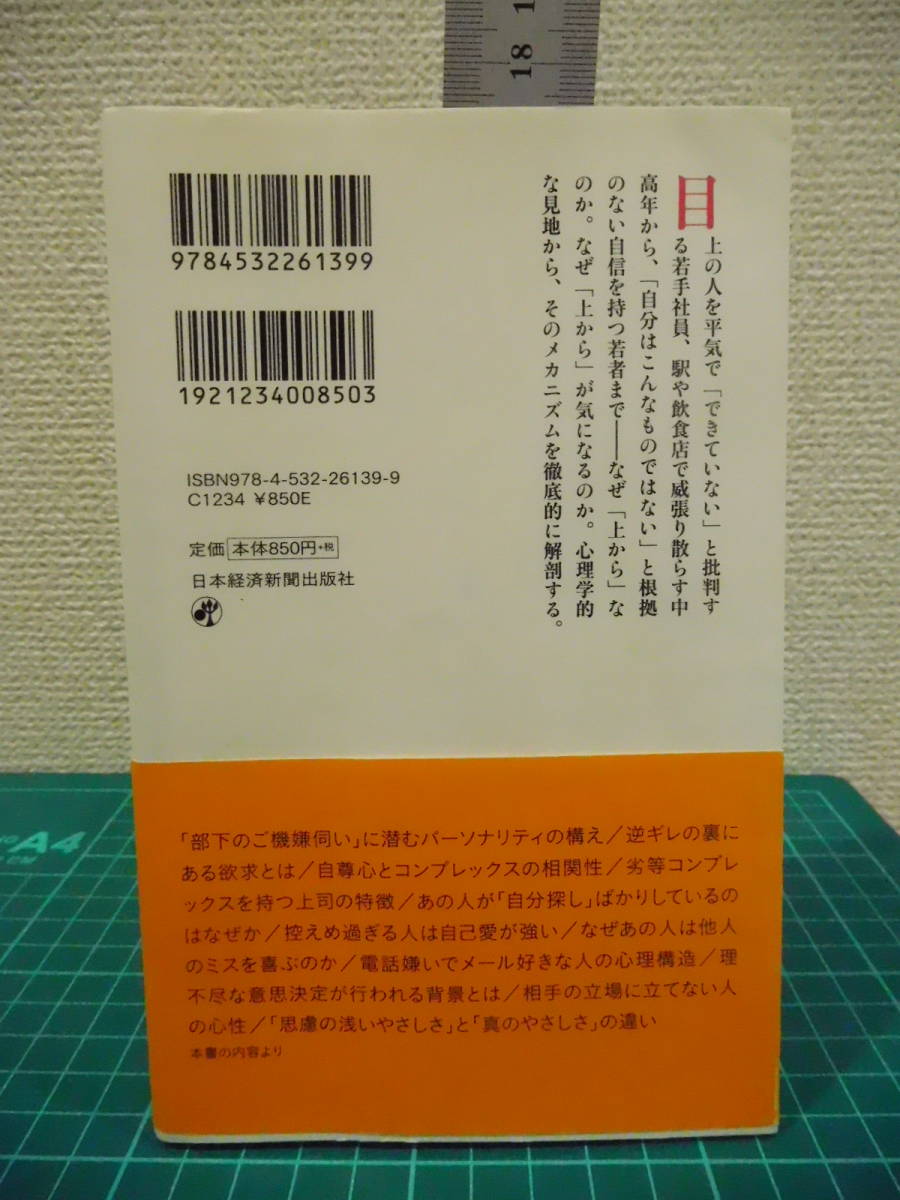 18 1
目上の人を平気で「できていない」と批判す
る若手社員、駅や飲食店で威張り散らす中
高年から、「自分はこんなものではない」と根拠
のない自信を持つ若者まで――なぜ「上から」な
のか。なぜ「上から」が気になるのか。心理学的
な見地から、そのメカニズムを徹底的に解剖する。
9784532261399
1921234008503
ISBN978-4-532-26139-9
C1234 ¥850E
定価 本体850円+税
日本経済新聞出版社
A4
「部下のご機嫌伺い」に潜むパーソナリティの構え/逆ギレの裏に
ある欲求とは/自尊心とコンプレックスの相関性/劣等コンプレ
ックスを持つ上司の特徴/あの人が「自分探し」ばかりしているの
はなぜか/控えめ過ぎる人は自己愛が強い/なぜあの人は他人
のミスを喜ぶのか/電話嫌いでメール好きな人の心理構造/理
不尽な意思決定が行われる背景とは/相手の立場に立てない人
の心性/「思慮の浅いやさしさ」と「真のやさしさ」の違い
本書の内容より